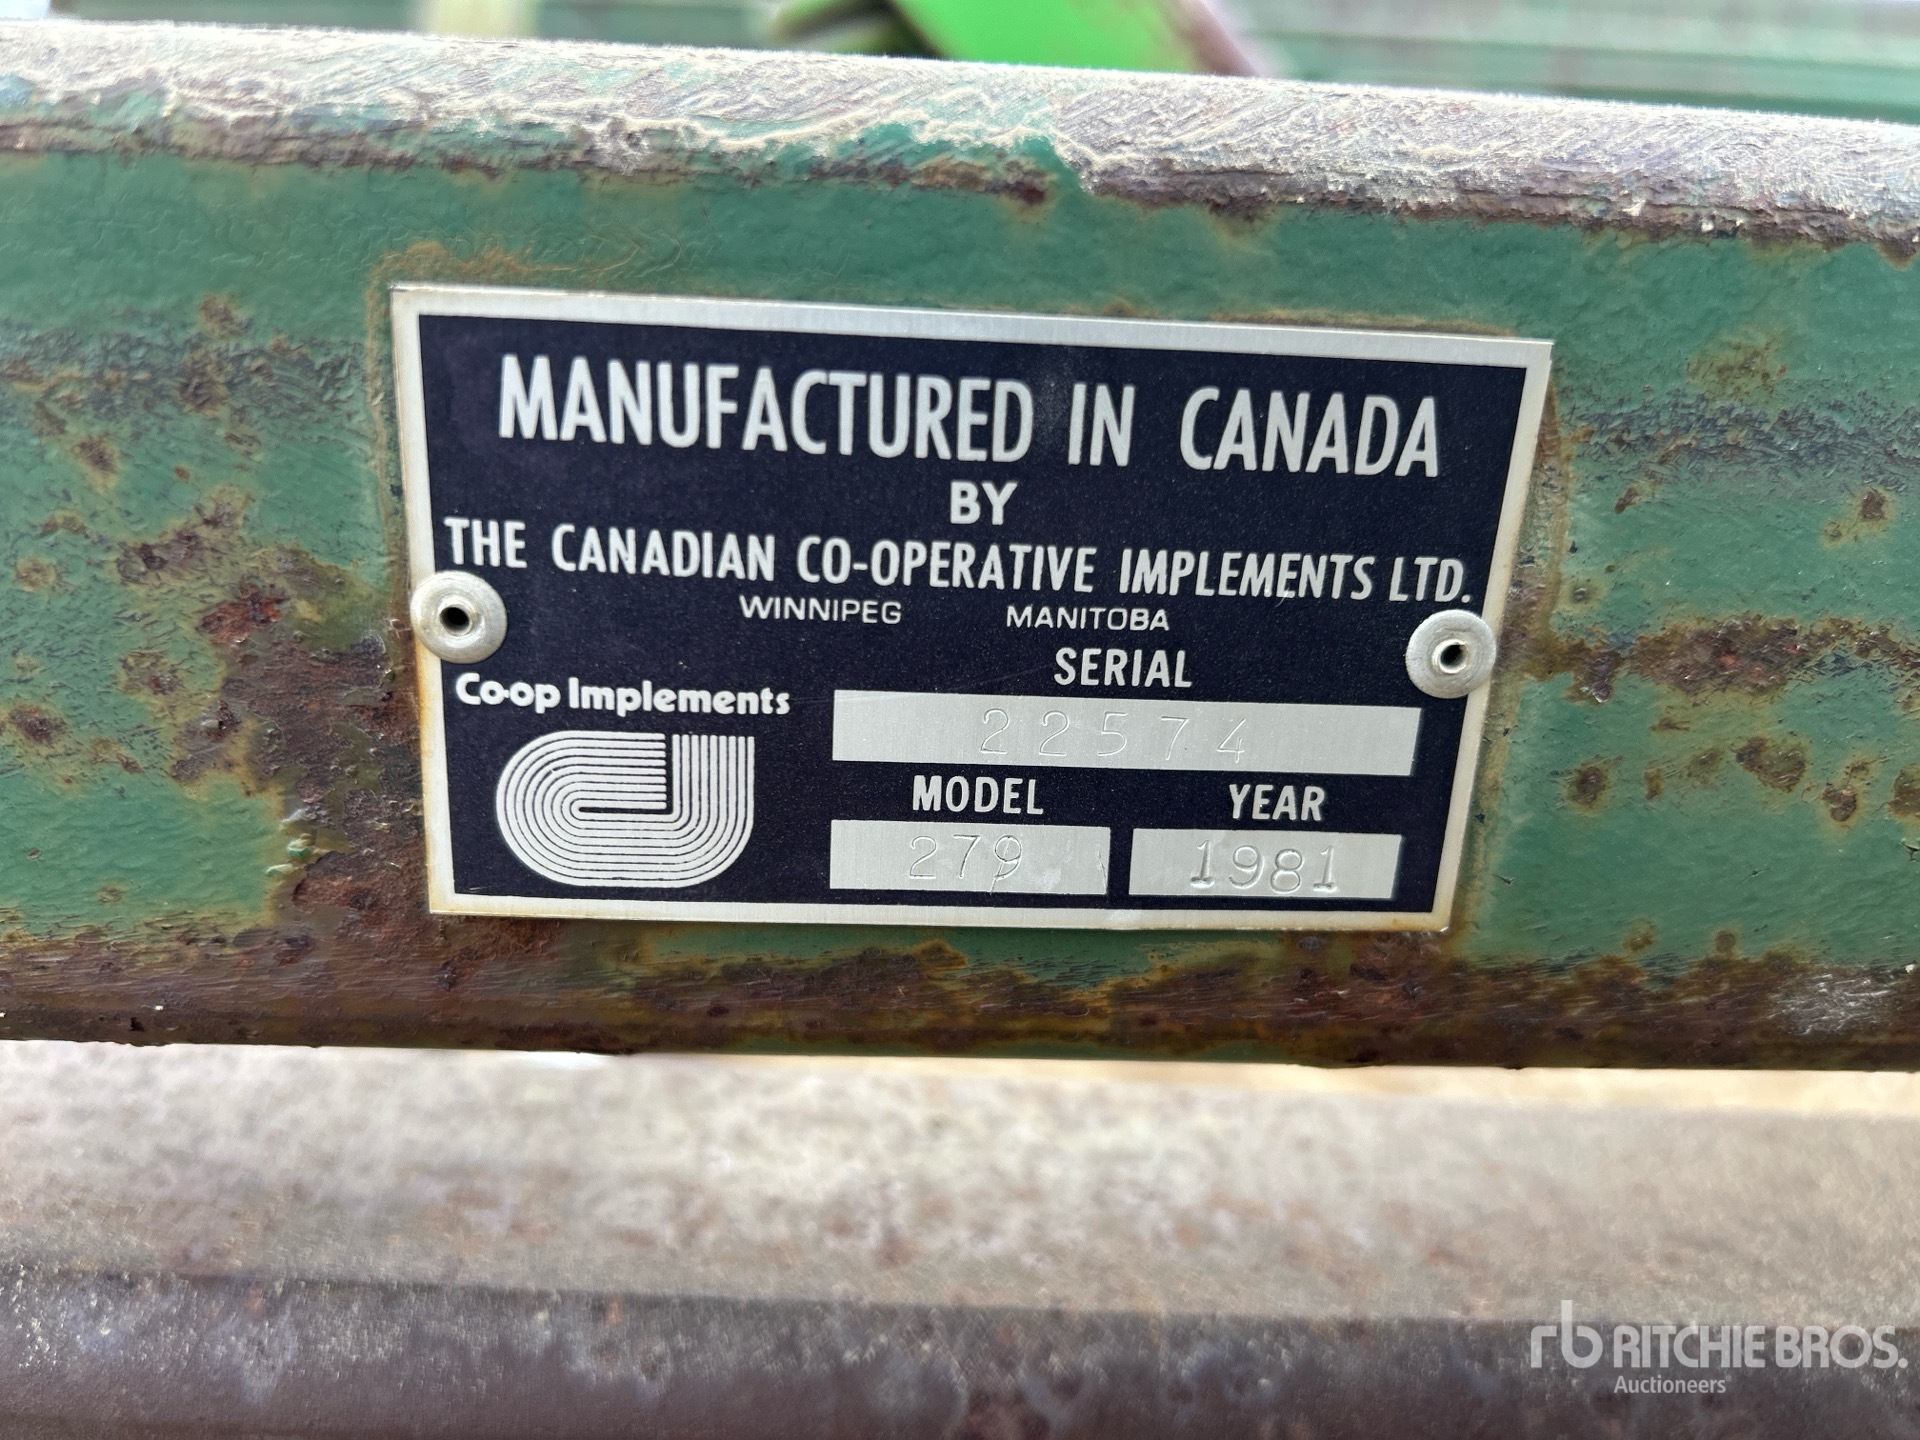 MANUFACTURED IN CANADA
BY
THE CANADIAN CO-OPERATIVE IMPLEMENTS LTD.
WINNIPEG MANITOBA
SERIAL
Co-op Implements
22574
MODEL YEAR
279 1981
rb RITCHIE BROS.
Auctioneers